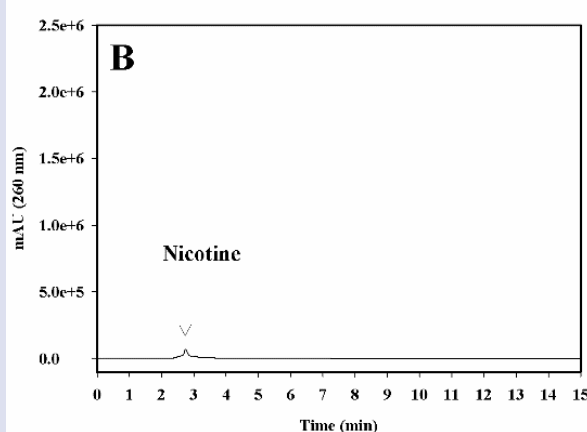 B
2.5e+6
2.0e+6
1.5e+6
1.0e+6
5.0e+5
0.0
mAU (260 nm)
Nicotine
0 1 2 3 4 5 6 7 8 9 10 11 12 13 14 15
Time (min)